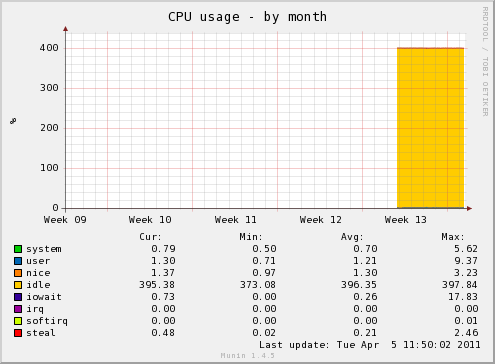 CPU usage - by month
RRDTOOL / TOBI OETIKER
400
300
200
100
0
%
Week 09 Week 10 Week 11 Week 12 Week 13
Cur: Min: Avg: Max:
system 0.79 0.50 0.70 5.62
user 1.30 0.71 1.21 9.37
nice 1.37 0.97 1.30 3.23
idle 395.38 373.08 396.35 397.84
iowait 0.73 0.00 0.26 17.83
irq 0.00 0.00 0.00 0.00
softirq 0.00 0.00 0.00 0.01
steal 0.48 0.02 0.21 2.46
Last update: Tue Apr 5 11:50:02 2011
Munin 1.4.5